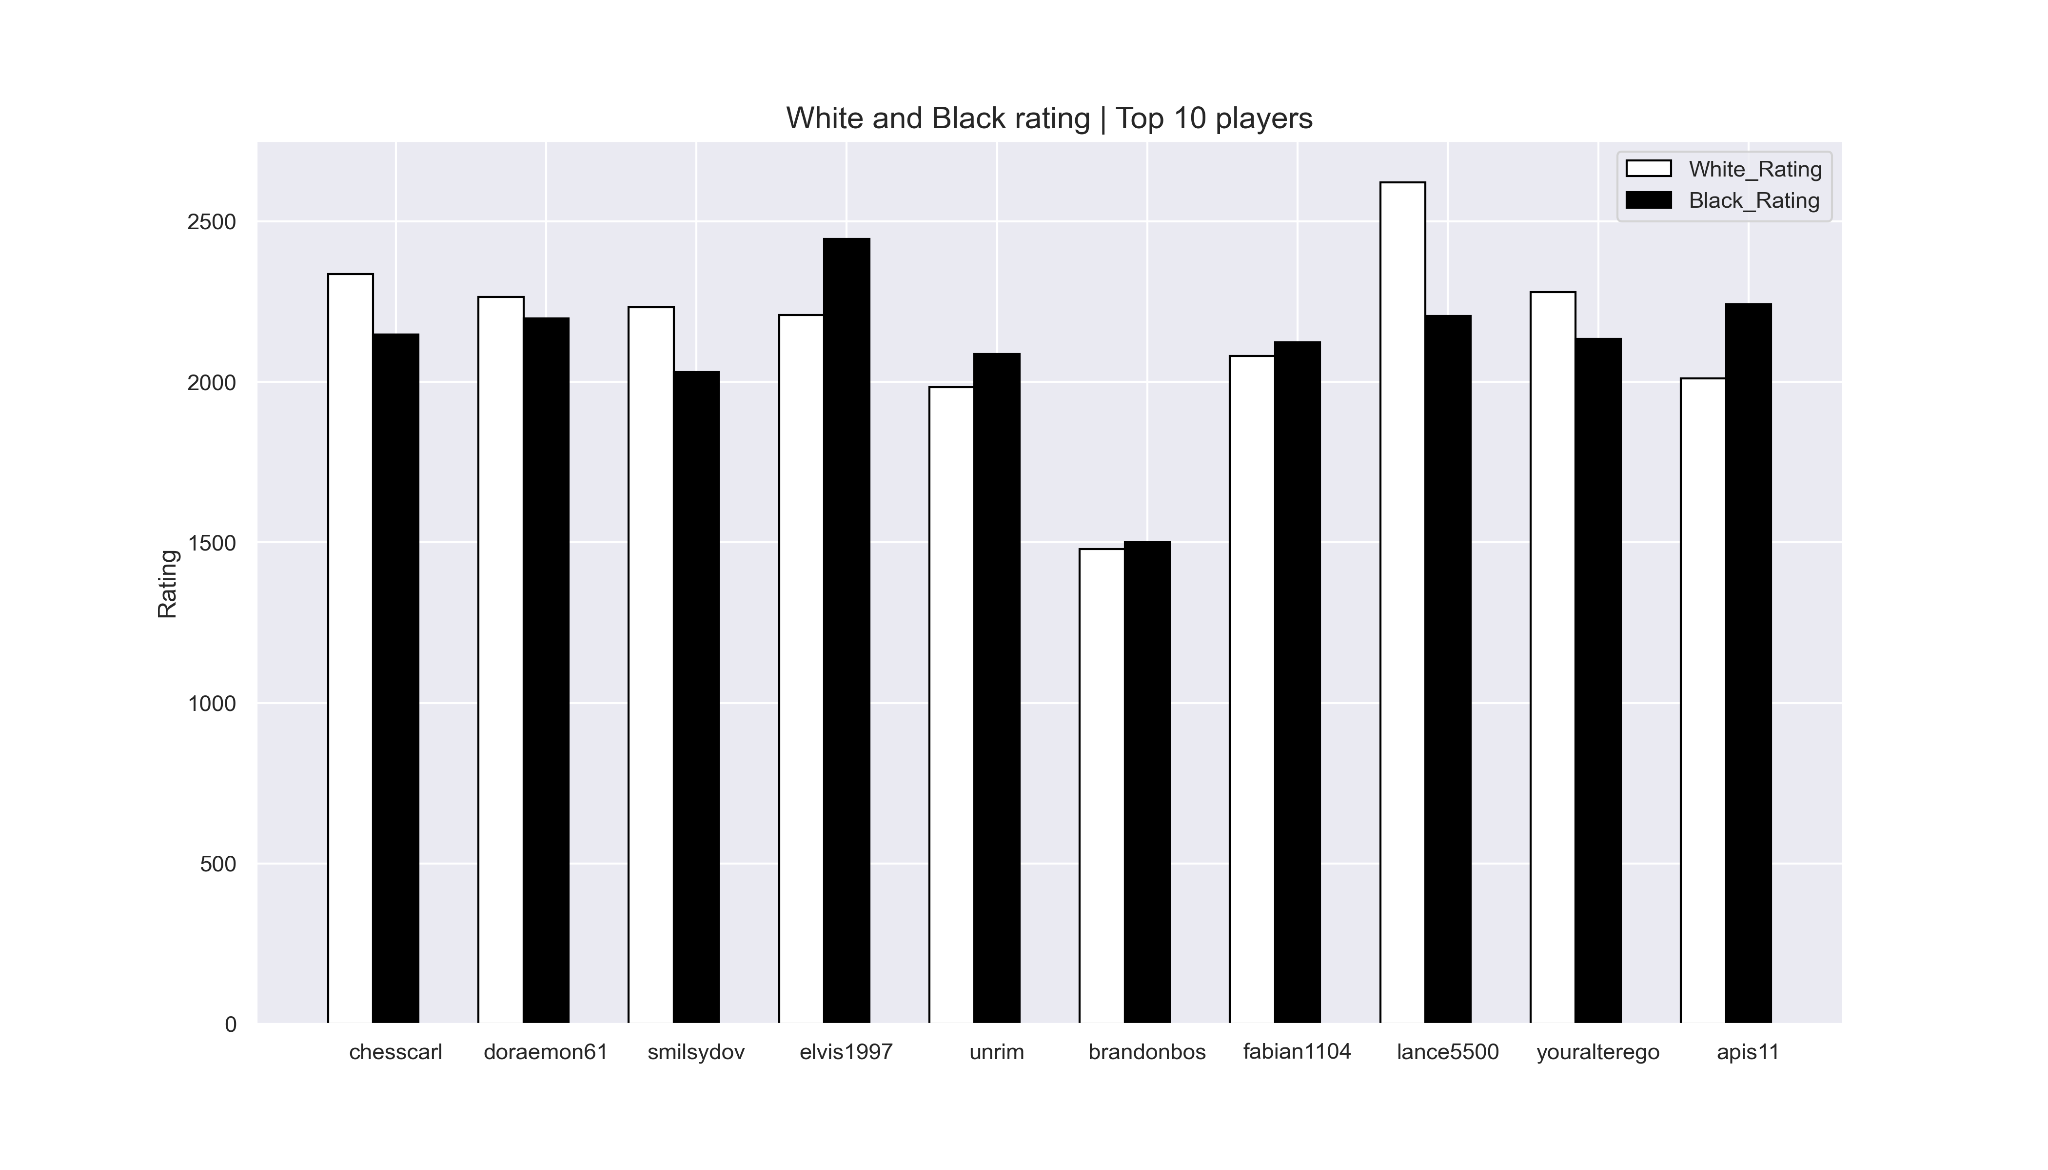 White and Black rating | Top 10 players
White_Rating
Black_Rating
2500
2000
1500
1000
500
0
Rating
chesscarl
doraemon61
smilsydov
elvis1997
unrim
brandonbos
fabian1104
lance5500
youralterego
apis11